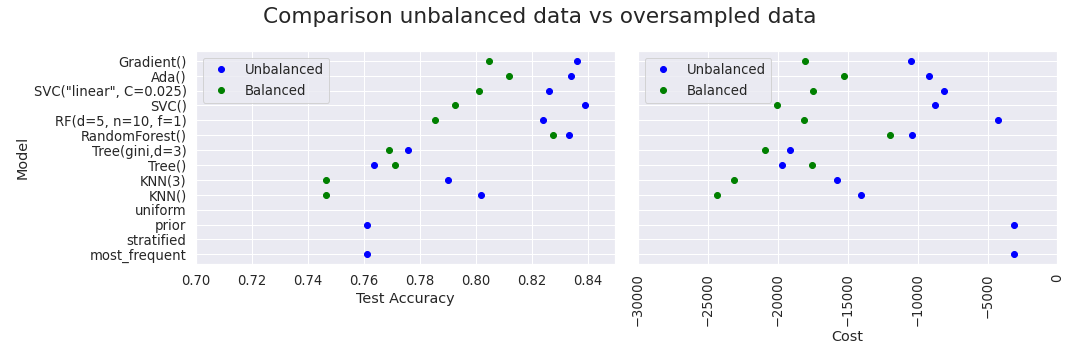 Comparison unbalanced data vs oversampled data
Model
Gradient()
Ada()
SVC("linear", C=0.025)
SVC()
RF(d=5, n=10, f=1)
RandomForest()
Tree(gini,d=3)
Tree()
KNN(3)
KNN()
uniform
prior
stratified
most_frequent
Unbalanced
Balanced
0.70 0.72 0.74 0.76 0.78 0.80 0.82 0.84
Test Accuracy
Unbalanced
Balanced
−30000 −25000 −20000 −15000 −10000 −5000 0
Cost